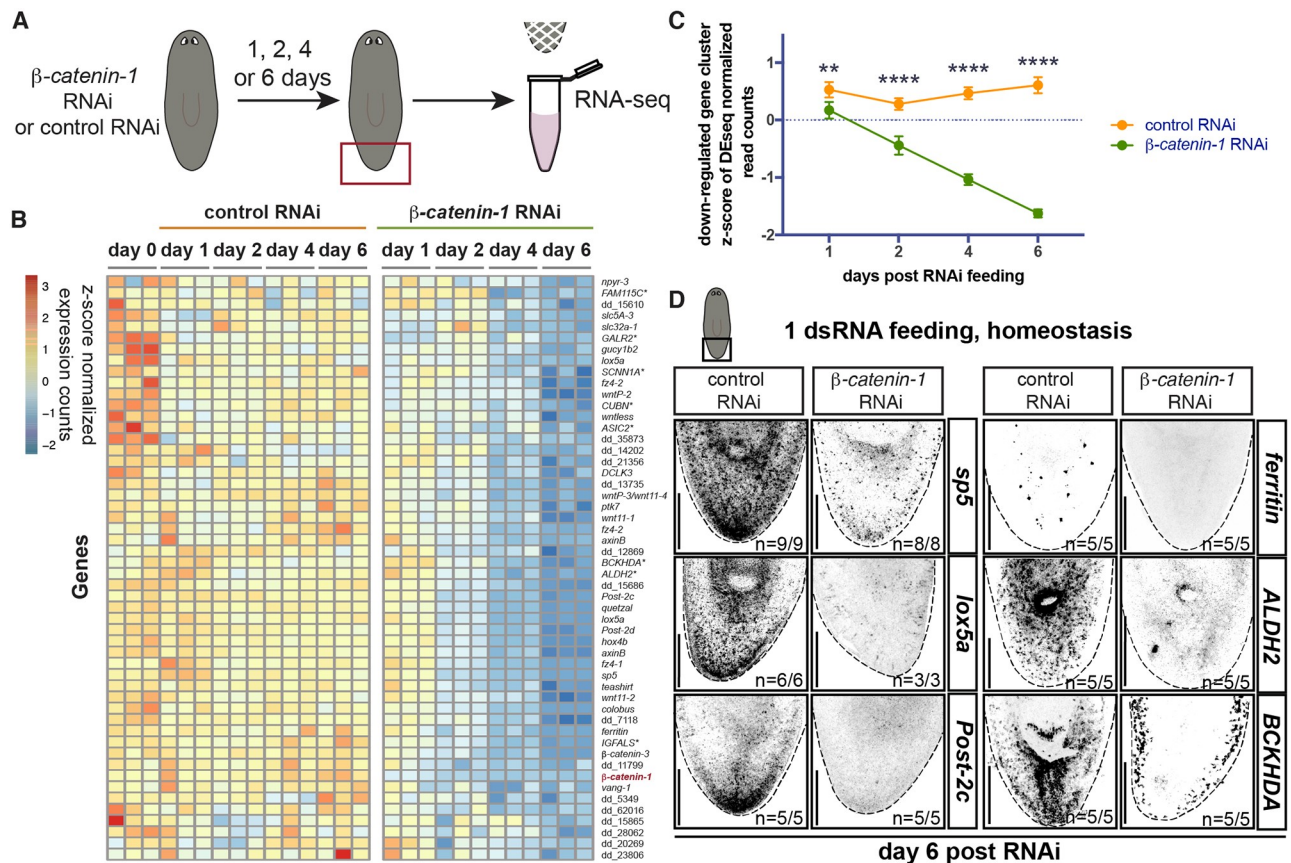 A
β-catenin-1
RNAi
or control RNAi
1, 2, 4
or 6 days
RNA-seq
B
control RNAi
β-catenin-1 RNAi
day 0 day 1 day 2 day 4 day 6
day 1 day 2 day 4 day 6
3
2
1
0
−1
−2
z-score normalized
expression counts
Genes
npyr-3
FAM115C*
dd_15610
slc5A-3
slc32a-1
GALR2*
gucy1b2
lox5a
SCNN1A*
fz4-2
wntP-2
CUBN*
wntless
ASIC2*
dd_35873
dd_14202
dd_21356
DCLK3
dd_13735
wntP-3/wnt11-4
ptk7
wnt11-1
fz4-2
axinB
dd_12869
BCKHDA*
ALDH2*
dd_15686
Post-2c
quetzal
lox5a
Post-2d
hox4b
axinB
fz4-1
sp5
teashirt
wnt11-2
colobus
dd_7118
ferritin
IGFALS*
β-catenin-3
dd_11799
β-catenin-1
vang-1
dd_5349
dd_62016
dd_15865
dd_28062
dd_20269
dd_23806
C
down-regulated gene cluster
z-score of DEseq normalized
read counts
1
0
-1
-2
** **** **** ****
1 2 4 6
days post RNAi feeding
control RNAi
β-catenin-1 RNAi
D
1 dsRNA feeding, homeostasis
control
RNAi
β-catenin-1
RNAi
control
RNAi
β-catenin-1
RNAi
n=9/9
n=8/8
sp5
n=5/5
n=5/5
ferritin
n=6/6
n=3/3
lox5a
n=5/5
n=5/5
ALDH2
n=5/5
n=5/5
Post-2c
n=5/5
n=5/5
BCKHDA
day 6 post RNAi